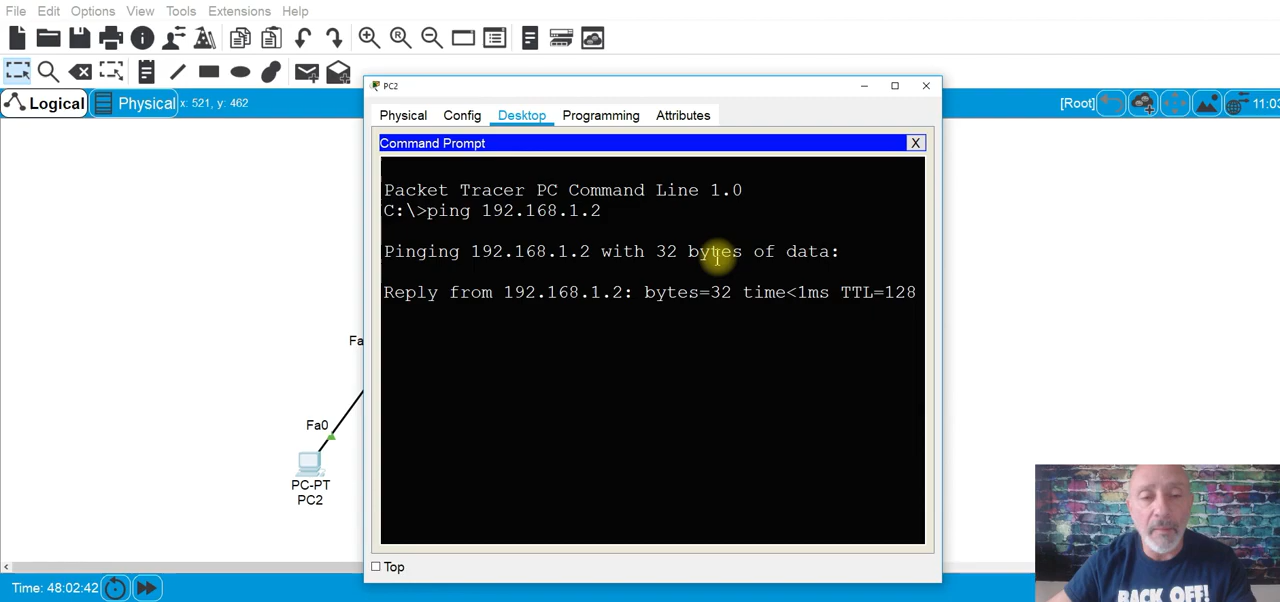 File Edit Options View Tools Extensions Help
PC2
Logical Physical x: 521, y: 462
[Root] 11:03
Physical Config Desktop Programming Attributes
Command Prompt
X
Packet Tracer PC Command Line 1.0
C:\>ping 192.168.1.2
Pinging 192.168.1.2 with 32 bytes of data:
Reply from 192.168.1.2: bytes=32 time<1ms TTL=128
Fa
Fa0
PC-PT
PC2
Top
Time: 48:02:42
BACK OFF!